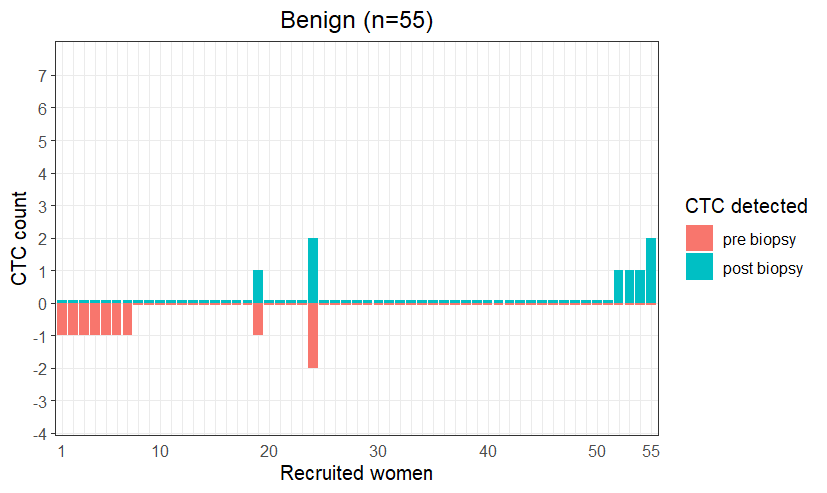 Benign (n=55)
CTC count
7
6
5
4
3
2
1
0
-1
-2
-3
-4
1 10 20 30 40 50 55
Recruited women
CTC detected
pre biopsy
post biopsy